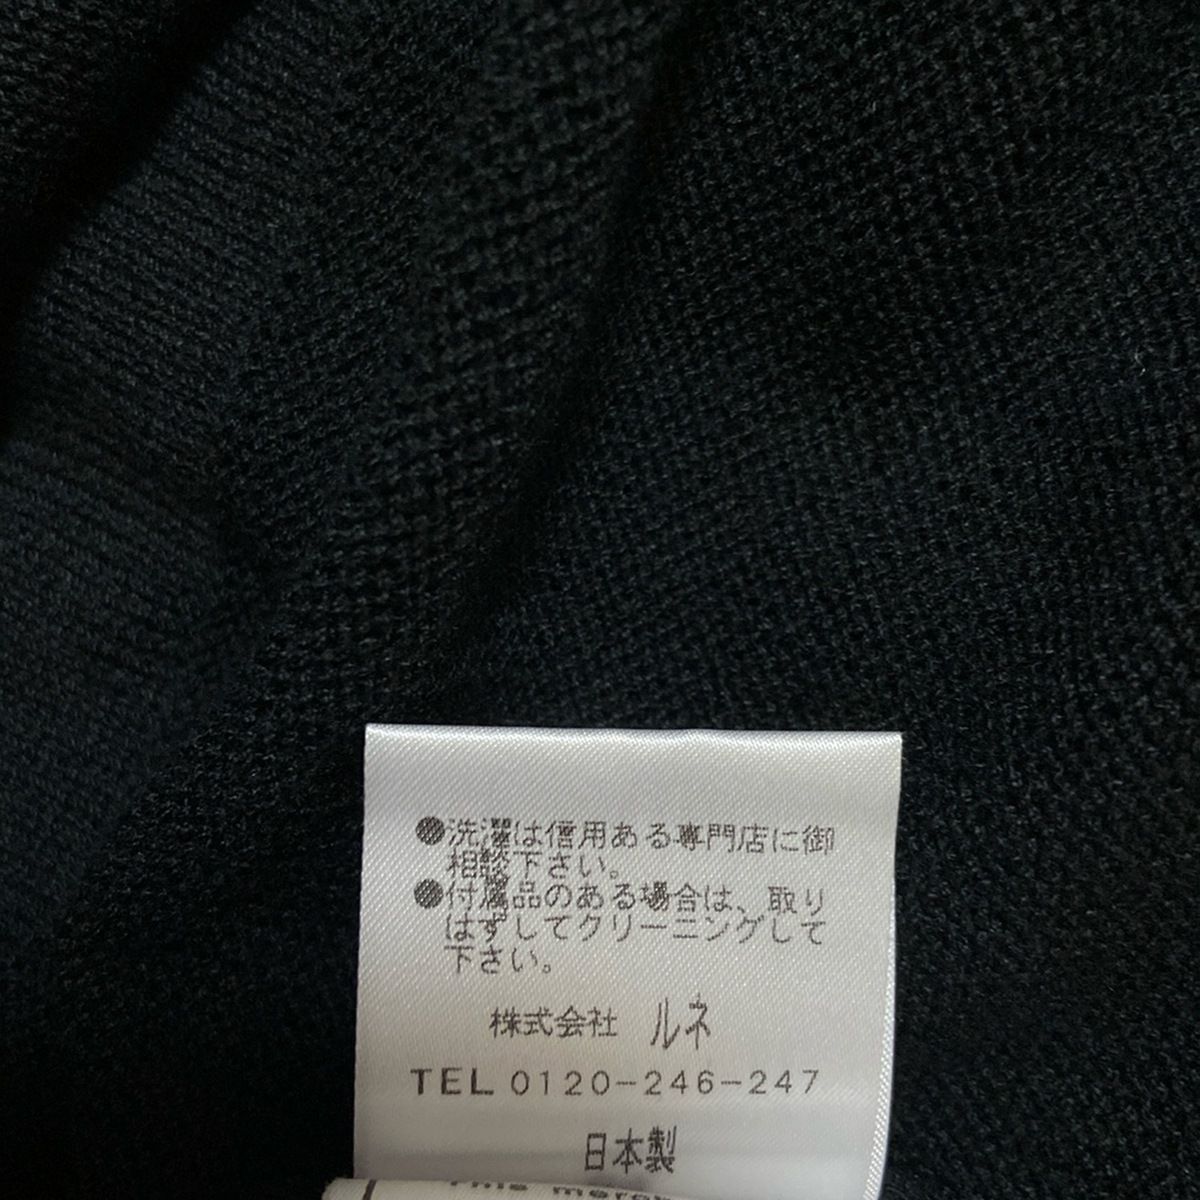 ●洗濯は信用ある専門店に御
相談下さい。
●付属品のある場合は、取り
はずしてクリーニングして
下さい。
株式会社 ルネ
TEL 0120-246-247
日本製
This